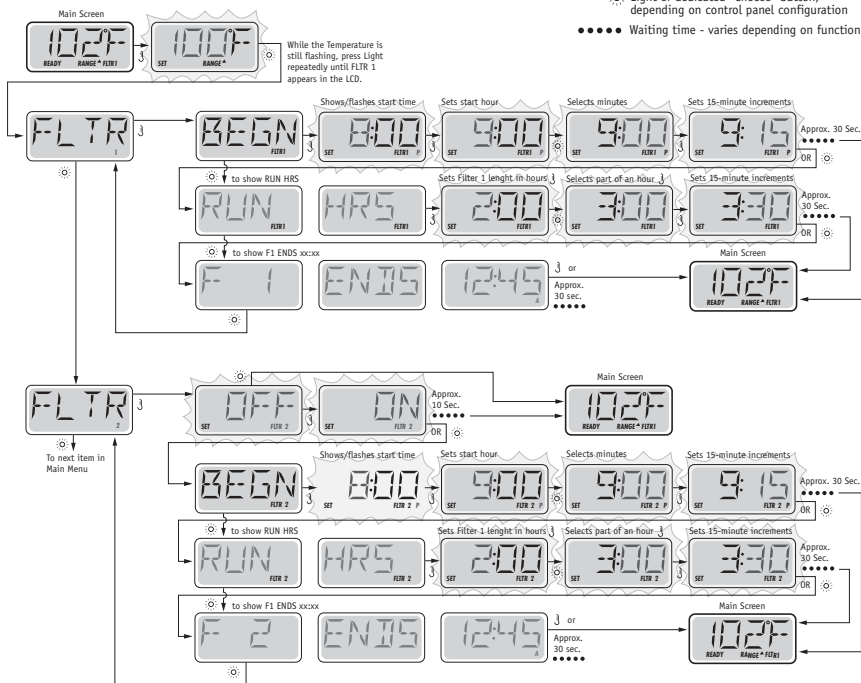 Light or dedicated "Choose" button,
depending on control panel configuration
Waiting time - varies depending on function
Main Screen
102°F
READY RANGE FLTR1
100°F
SET RANGE
While the Temperature is
still flashing, press Light
repeatedly until FLTR 1
appears in the LCD.
FLTR
1
BEGN
FLTR1
Shows/flashes start time
8:00
SET FLTR1 P
Sets start hour
9:00
SET FLTR1 P
Selects minutes
9:00
SET FLTR1 P
Sets 15-minute increments
9:15
SET FLTR1 P
Approx. 30 Sec.
OR
to show RUN HRS
RUN
FLTR1
HRS
FLTR1
Sets Filter 1 lenght in hours
2:00
SET FLTR1
Selects part of an hour
3:00
SET FLTR1
Sets 15-minute increments
3:30
SET FLTR1
Approx.
30 Sec.
OR
to show F1 ENDS xx:xx
F 1
ENDS
12:45
A
or
Approx.
30 sec.
Main Screen
102°F
READY RANGE FLTR1
FLTR
2
To next item in
Main Menu
OFF
SET
ON
SET
Approx.
10 Sec.
OR
Main Screen
102°F
READY RANGE FLTR1
BEGN
FLTR 2
Shows/flashes start time
8:00
SET FLTR 2 P
Sets start hour
9:00
SET FLTR 2 P
Selects minutes
9:00
SET FLTR 2 P
Sets 15-minute increments
9:15
SET FLTR 2 P
Approx. 30 Sec.
OR
to show RUN HRS
RUN
FLTR 2
HRS
FLTR 2
Sets Filter 1 lenght in hours
2:00
SET FLTR 2
Selects part of an hour
3:00
SET FLTR 2
Sets 15-minute increments
3:30
SET FLTR 2
Approx.
30 Sec.
OR
to show F1 ENDS xx:xx
F 2
ENDS
12:45
A
or
Approx.
30 sec.
Main Screen
102°F
READY RANGE FLTR1